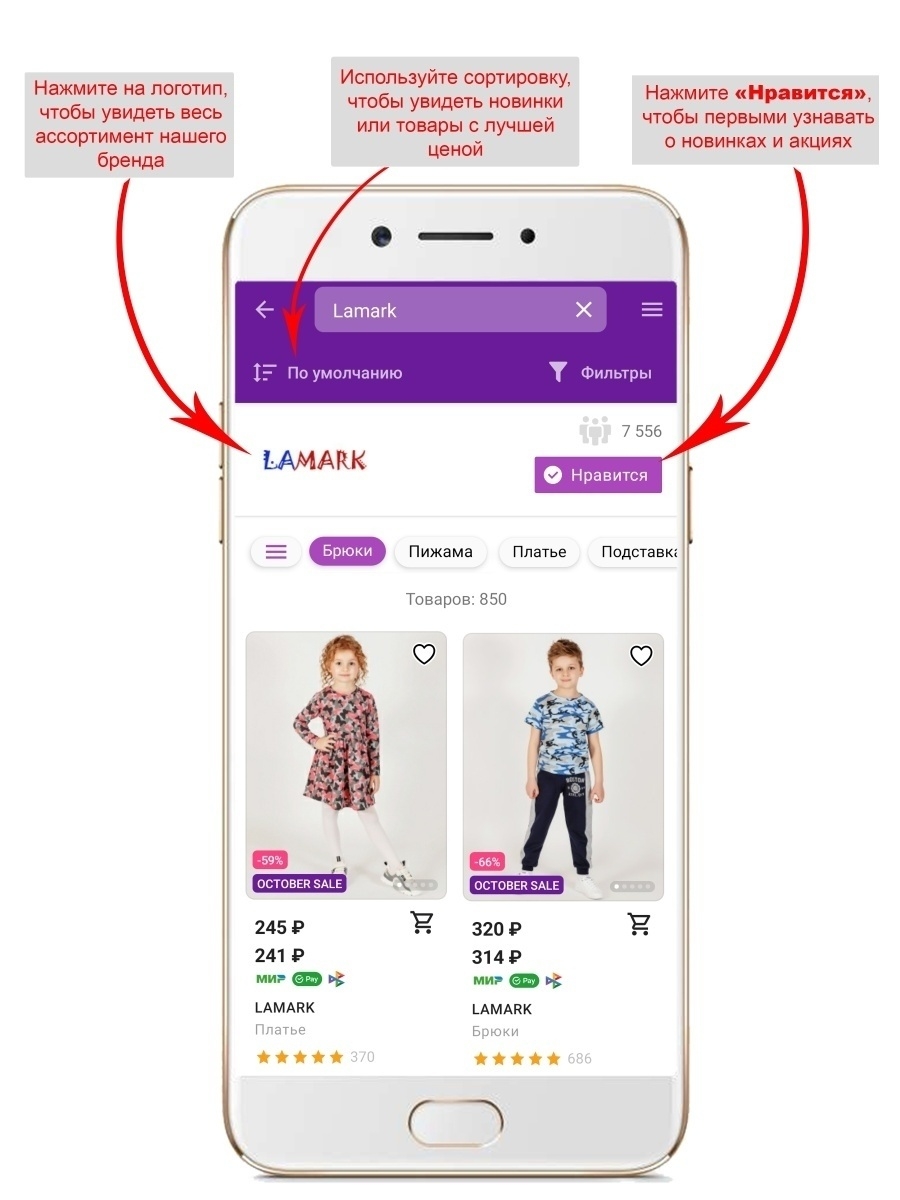 Нажмите на логотип,
чтобы увидеть весь
ассортимент нашего
бренда
Используйте сортировку,
чтобы увидеть новинки
или товары с лучшей
ценой
Нажмите «Нравится»,
чтобы первыми узнавать
о новинках и акциях
Lamark
По умолчанию
Фильтры
7 556
LAMARK
Нравится
Брюки
Пижама
Платье
Подставка
Товаров: 850
-59%
OCTOBER SALE
245 ₽
241 ₽
МИР Pay
LAMARK
Платье
370
BOSTON
-66%
OCTOBER SALE
320 ₽
314 ₽
МИР Pay
LAMARK
Брюки
686